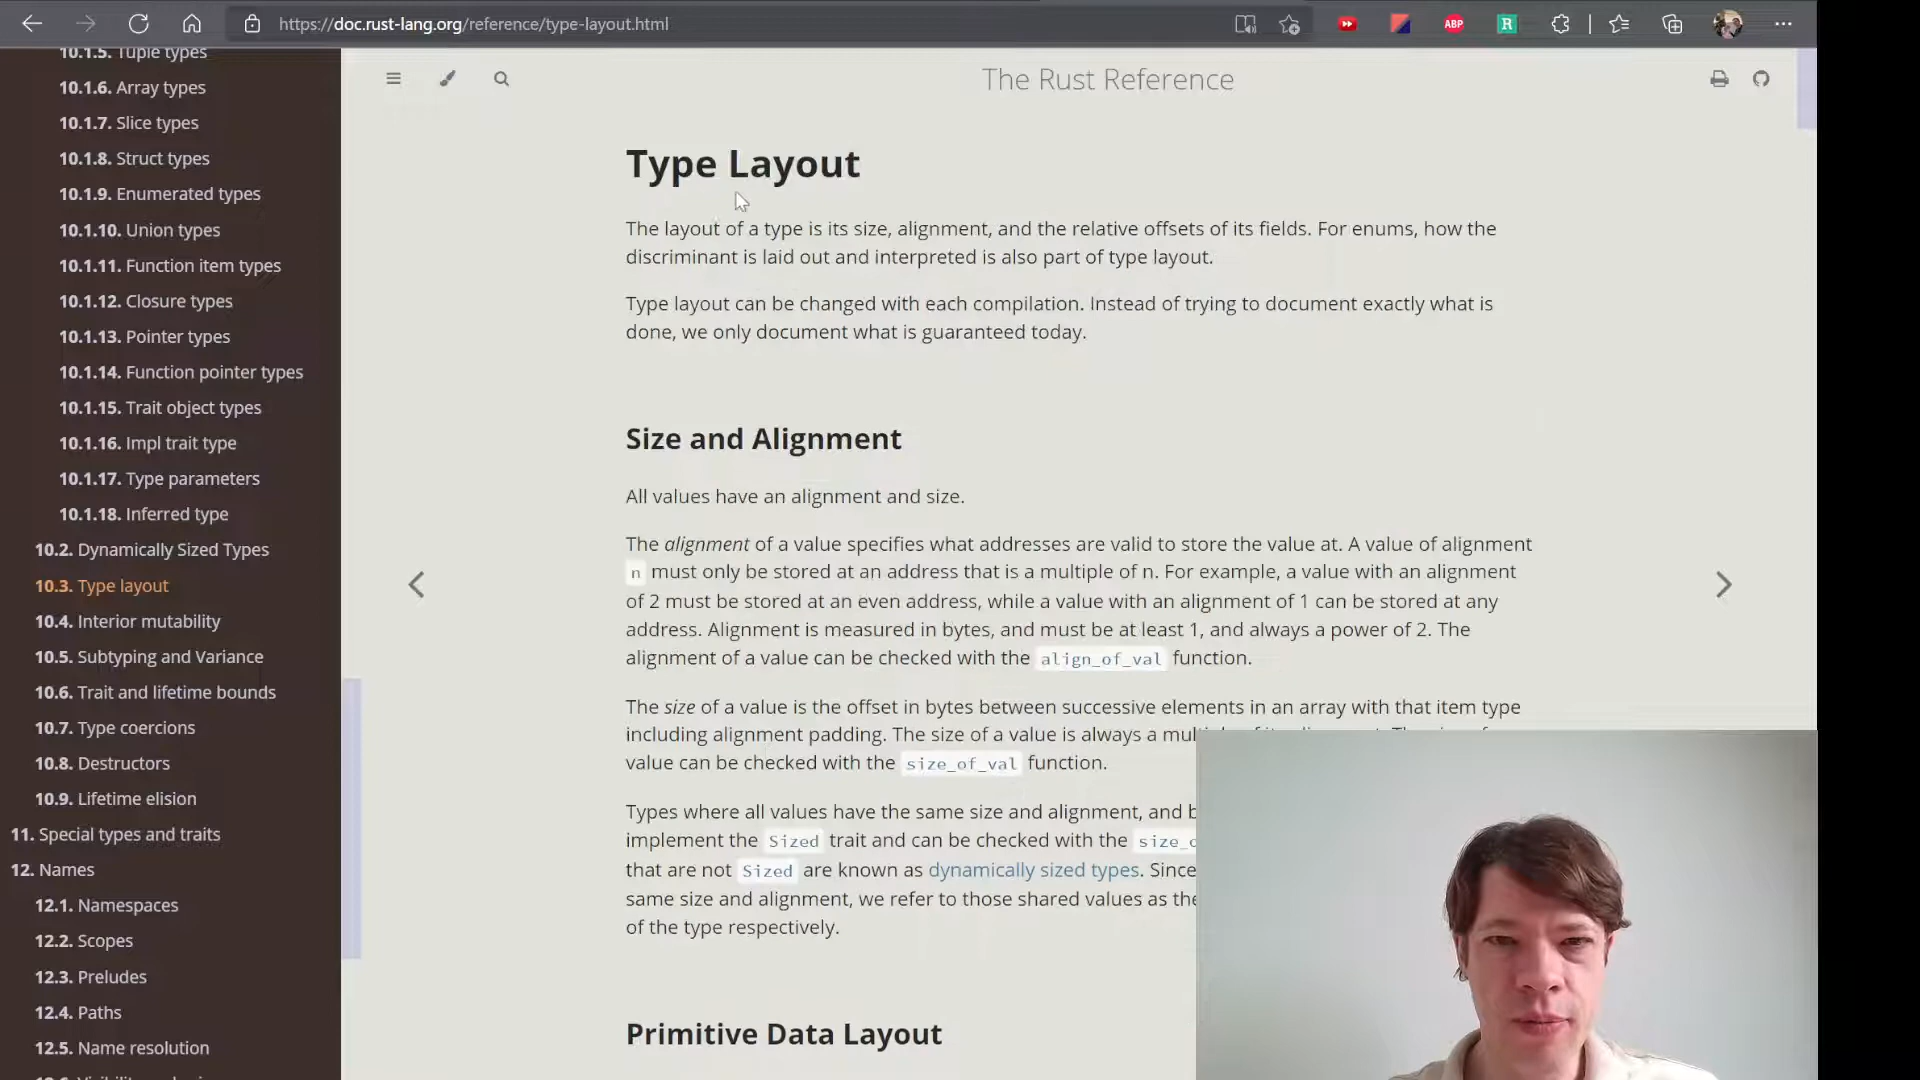 https://doc.rust-lang.org/reference/type-layout.html
ABP
R
10.1.5. Tuple types
10.1.6. Array types
10.1.7. Slice types
10.1.8. Struct types
10.1.9. Enumerated types
10.1.10. Union types
10.1.11. Function item types
10.1.12. Closure types
10.1.13. Pointer types
10.1.14. Function pointer types
10.1.15. Trait object types
10.1.16. Impl trait type
10.1.17. Type parameters
10.1.18. Inferred type
10.2. Dynamically Sized Types
10.3. Type layout
10.4. Interior mutability
10.5. Subtyping and Variance
10.6. Trait and lifetime bounds
10.7. Type coercions
10.8. Destructors
10.9. Lifetime elision
11. Special types and traits
12. Names
12.1. Namespaces
12.2. Scopes
12.3. Preludes
12.4. Paths
12.5. Name resolution
The Rust Reference
Type Layout
The layout of a type is its size, alignment, and the relative offsets of its fields. For enums, how the
discriminant is laid out and interpreted is also part of type layout.
Type layout can be changed with each compilation. Instead of trying to document exactly what is
done, we only document what is guaranteed today.
Size and Alignment
All values have an alignment and size.
The alignment of a value specifies what addresses are valid to store the value at. A value of alignment
n must only be stored at an address that is a multiple of n. For example, a value with an alignment
of 2 must be stored at an even address, while a value with an alignment of 1 can be stored at any
address. Alignment is measured in bytes, and must be at least 1, and always a power of 2. The
alignment of a value can be checked with the align_of_val function.
The size of a value is the offset in bytes between successive elements in an array with that item type
including alignment padding. The size of a value is always a
value can be checked with the size_of_val function.
Types where all values have the same size and alignment, and b
implement the Sized trait and can be checked with the size_o
that are not Sized are known as dynamically sized types. Since
same size and alignment, we refer to those shared values as the
of the type respectively.
Primitive Data Layout